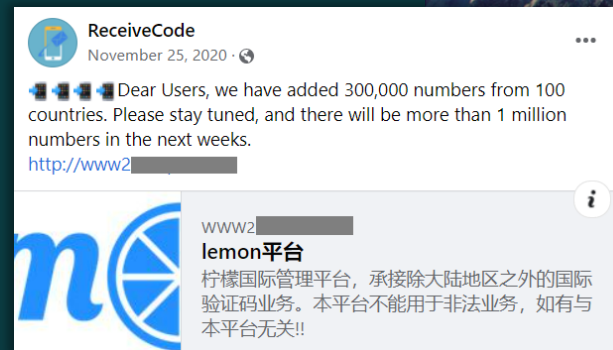 ReceiveCode
November 25, 2020 ·
Dear Users, we have added 300,000 numbers from 100
countries. Please stay tuned, and there will be more than 1 million
numbers in the next weeks.
http://www2
WWW2
lemon平台
柠檬国际管理平台，承接除大陆地区之外的国际
验证码业务。本平台不能用于非法业务，如有与
本平台无关!!